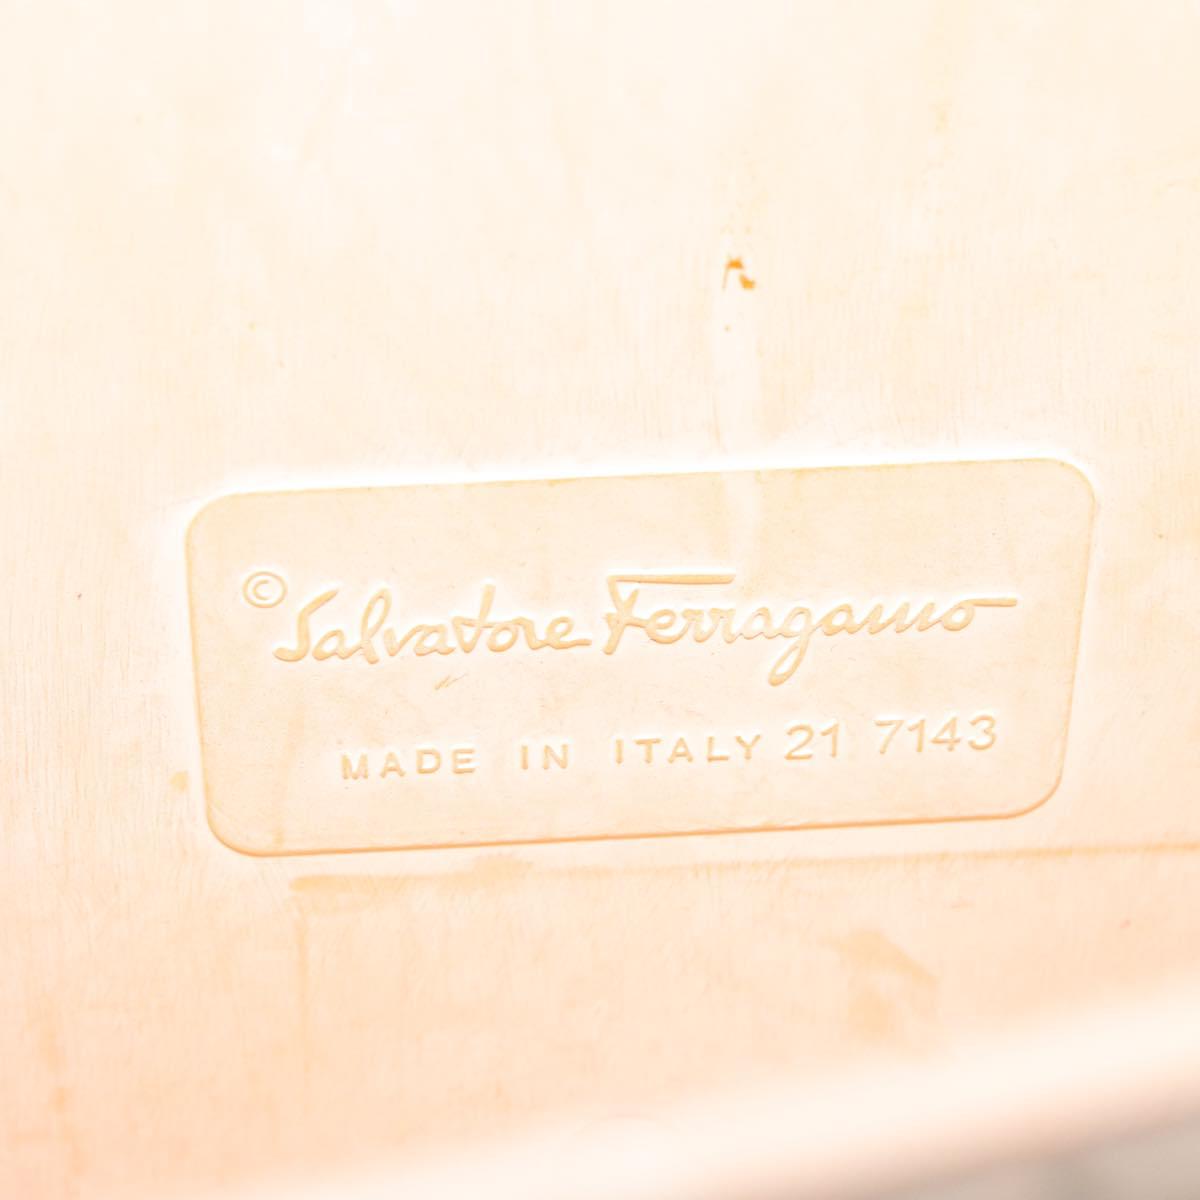 © Salvatore Ferragamo
MADE IN ITALY 21 7143